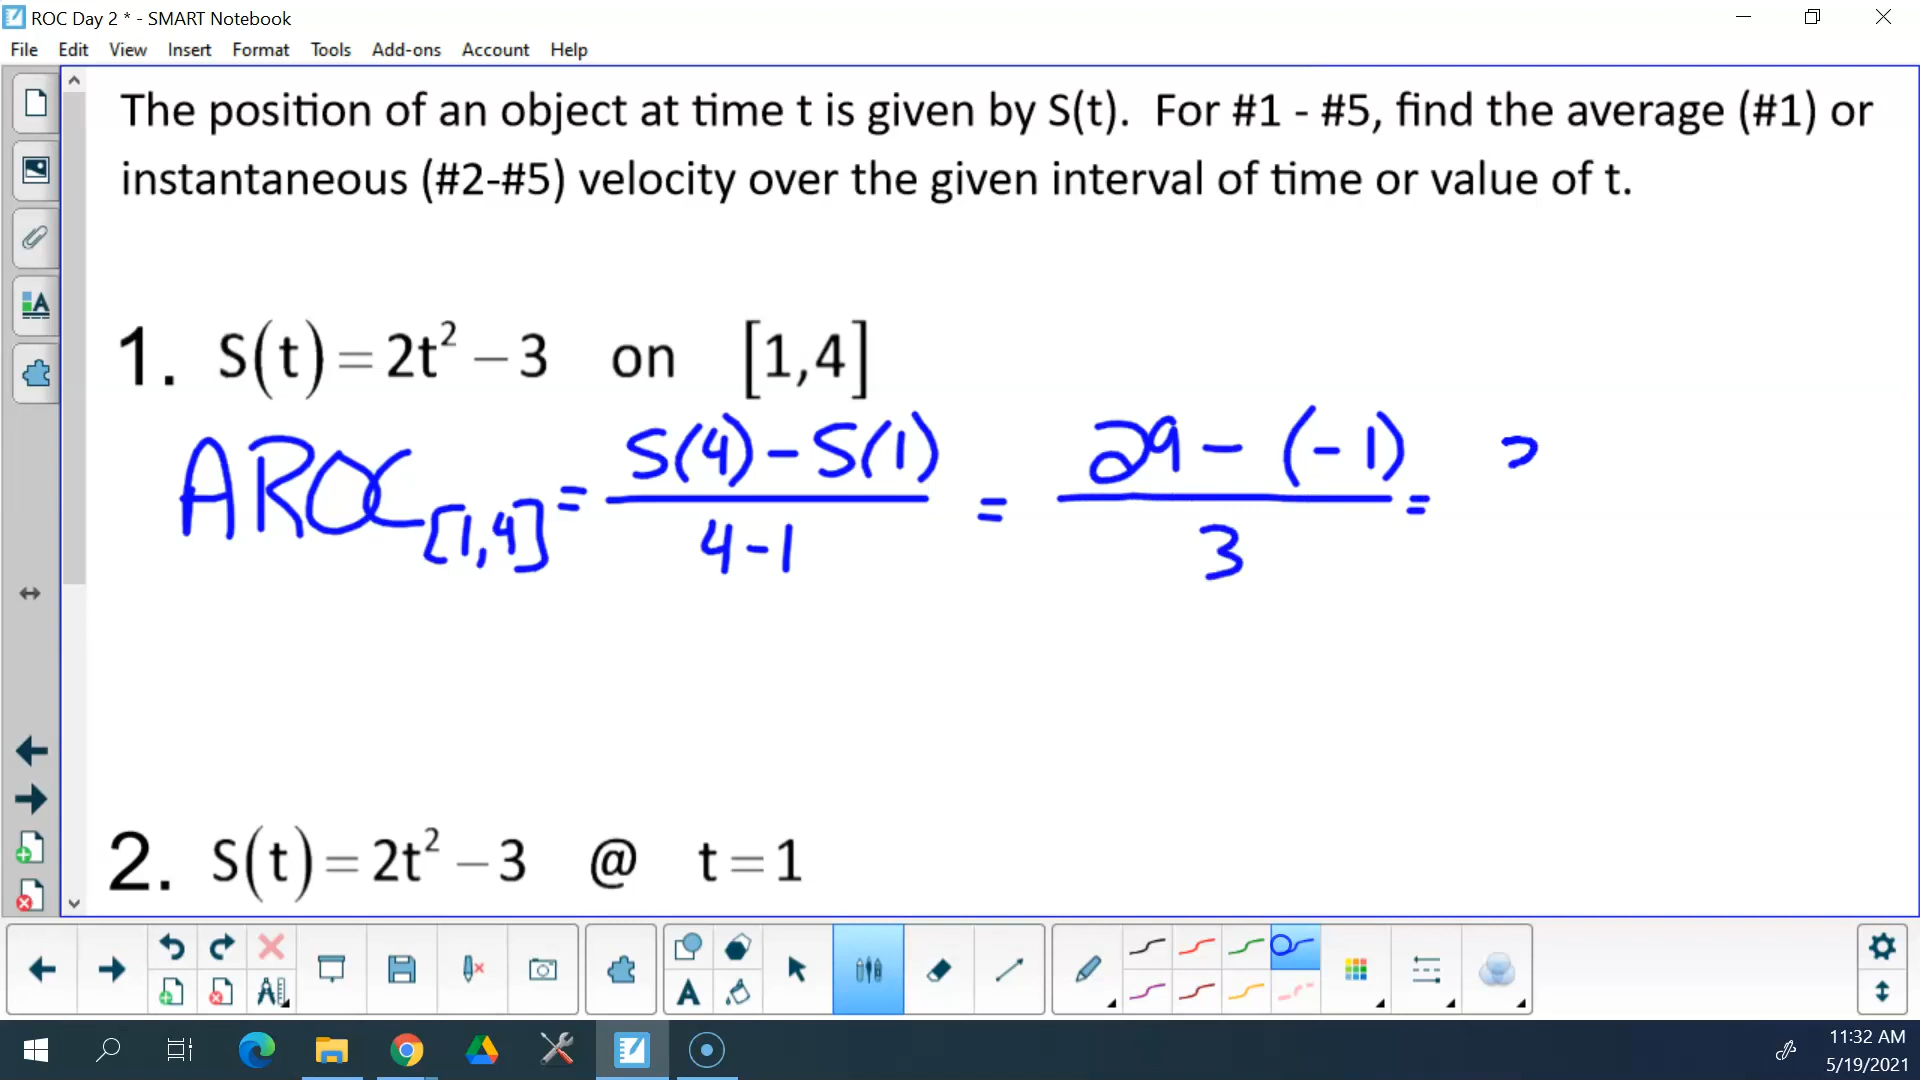 ROC Day 2 * - SMART Notebook
File Edit View Insert Format Tools Add-ons Account Help
The position of an object at time t is given by S(t). For #1 - #5, find the average (#1) or
instantaneous (#2-#5) velocity over the given interval of time or value of t.
1. S(t) = 2t² – 3 on [1,4]
AROC[1,4] = S(4) - S(1) / 4 - 1 = 29 - (-1) / 3 =
2. S(t) = 2t² – 3 @ t = 1
11:32 AM
5/19/2021